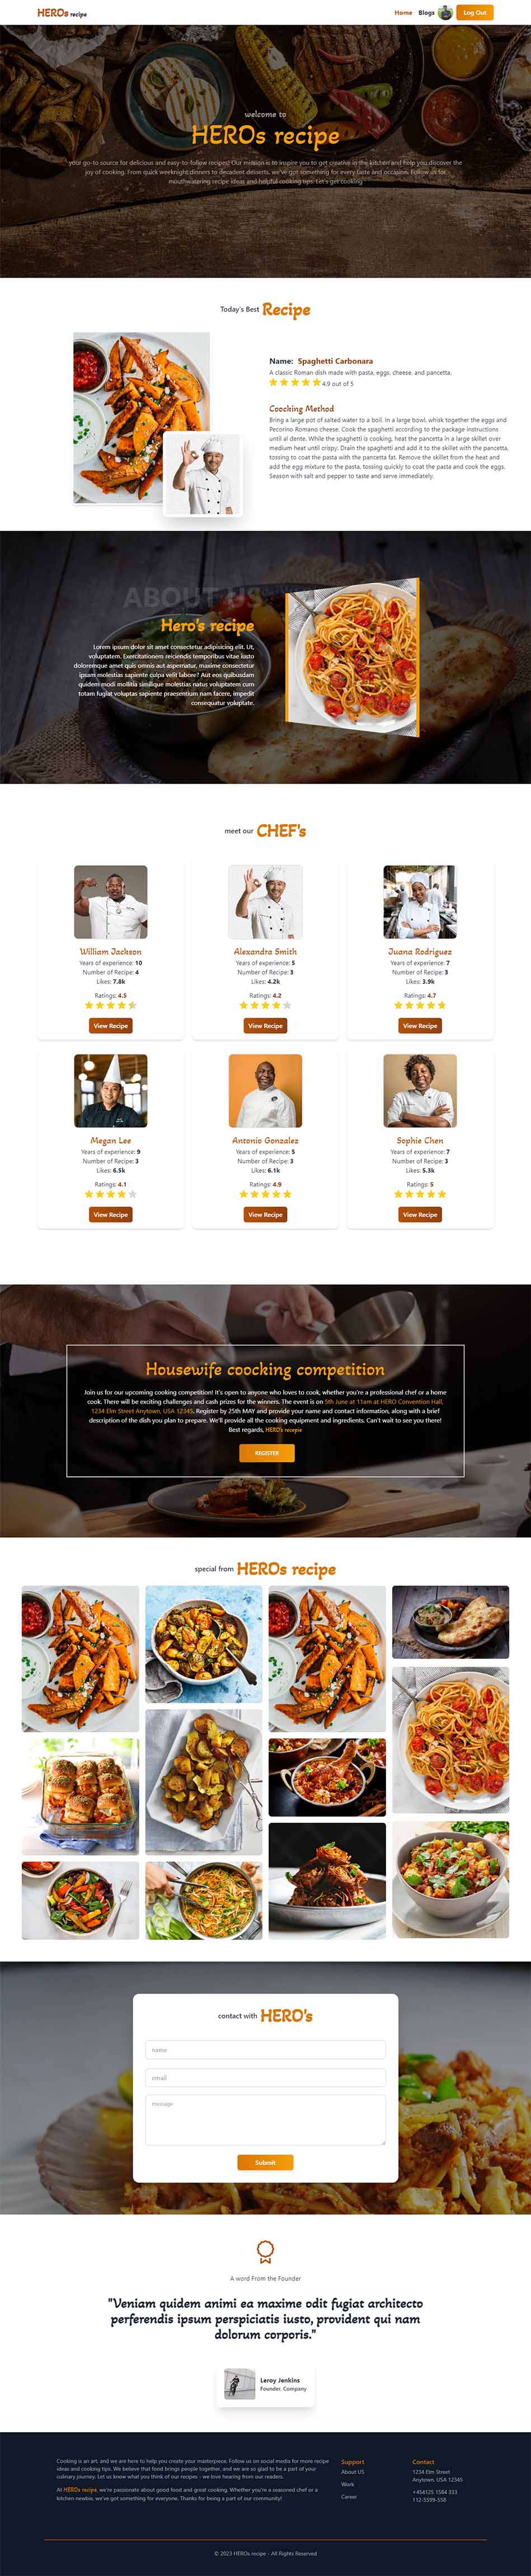 HEROs recipe
Home Blogs Log Out
welcome to
HEROs recipe
your go-to source for delicious and easy-to-follow recipes! Our mission is to inspire you to get creative in the kitchen and help you discover the
joy of cooking. From quick weeknight dinners to decadent desserts, we've got something for every taste and occasion. Follow us for
mouthwatering recipe ideas and helpful cooking tips. Let's get cooking
Today's Best Recipe
Name: Spaghetti Carbonara
A classic Roman dish made with pasta, eggs, cheese, and pancetta.
4.9 out of 5
Coocking Method
Bring a large pot of salted water to a boil. In a large bowl, whisk together the eggs and
Pecorino Romano cheese. Cook the spaghetti according to the package instructions
until al dente. While the spaghetti is cooking, heat the pancetta in a large skillet over
medium heat until crispy. Drain the spaghetti and add it to the skillet with the pancetta,
tossing to coat the pasta with the pancetta fat. Remove the skillet from the heat and
add the egg mixture to the pasta, tossing quickly to coat the pasta and cook the eggs.
Season with salt and pepper to taste and serve immediately.
ABOUT US
Hero's recipe
Lorem ipsum dolor sit amet consectetur adipisicing elit. Ut,
voluptatem. Exercitationem reiciendis temporibus vitae iusto
doloremque amet quis omnis aut aspernatur, maxime consectetur
ipsam molestias sapiente culpa velit labore? Aut eos quibusdam
quidem modi mollitia similique molestias natus voluptatem cum
totam fugiat voluptas sapiente praesentium nam facere, impedit
consequatur voluptate.
meet our CHEF's
William Jackson
Years of experience: 10
Number of Recipe: 4
Likes: 7.8k
Ratings: 4.5
View Recipe
Alexandra Smith
Years of experience: 5
Number of Recipe: 3
Likes: 4.2k
Ratings: 4.2
View Recipe
Juana Rodriguez
Years of experience: 7
Number of Recipe: 3
Likes: 3.9k
Ratings: 4.7
View Recipe
Megan Lee
Years of experience: 9
Number of Recipe: 3
Likes: 6.5k
Ratings: 4.1
View Recipe
Antonio Gonzalez
Years of experience: 5
Number of Recipe: 3
Likes: 6.1k
Ratings: 4.9
View Recipe
Sophie Chen
Years of experience: 7
Number of Recipe: 3
Likes: 5.3k
Ratings: 5
View Recipe
Housewife coocking competition
Join us for our upcoming cooking competition! It's open to anyone who loves to cook, whether you're a professional chef or a home
cook. There will be exciting challenges and cash prizes for the winners. The event is on 5th June at 11am at HERO Convention Hall,
1234 Elm Street Anytown, USA 12345. Register by 25th MAY and provide your name and contact information, along with a brief
description of the dish you plan to prepare. We'll provide all the cooking equipment and ingredients. Can't wait to see you there!
Best regards, HERO's recepie
REGISTER
special from HEROs recipe
contact with HERO's
name
email
message
Submit
A word From the Founder
"Veniam quidem animi ea maxime odit fugiat architecto
perferendis ipsum perspiciatis iusto, provident qui nam
dolorum corporis."
Leroy Jenkins
Founder, Company
Cooking is an art, and we are here to help you create your masterpiece. Follow us on social media for more recipe
ideas and cooking tips. We believe that food brings people together, and we are so glad to be a part of your
culinary journey. Let us know what you think of our recipes - we love hearing from our readers.
At HEROs recipe, we're passionate about good food and great cooking. Whether you're a seasoned chef or a
kitchen newbie, we've got something for everyone. Thanks for being a part of our community!
Support
About US
Work
Career
Contact
1234 Elm Street
Anytown, USA 12345
+454125 1584 333
112-5599-558
© 2023 HEROs recipe - All Rights Reserved